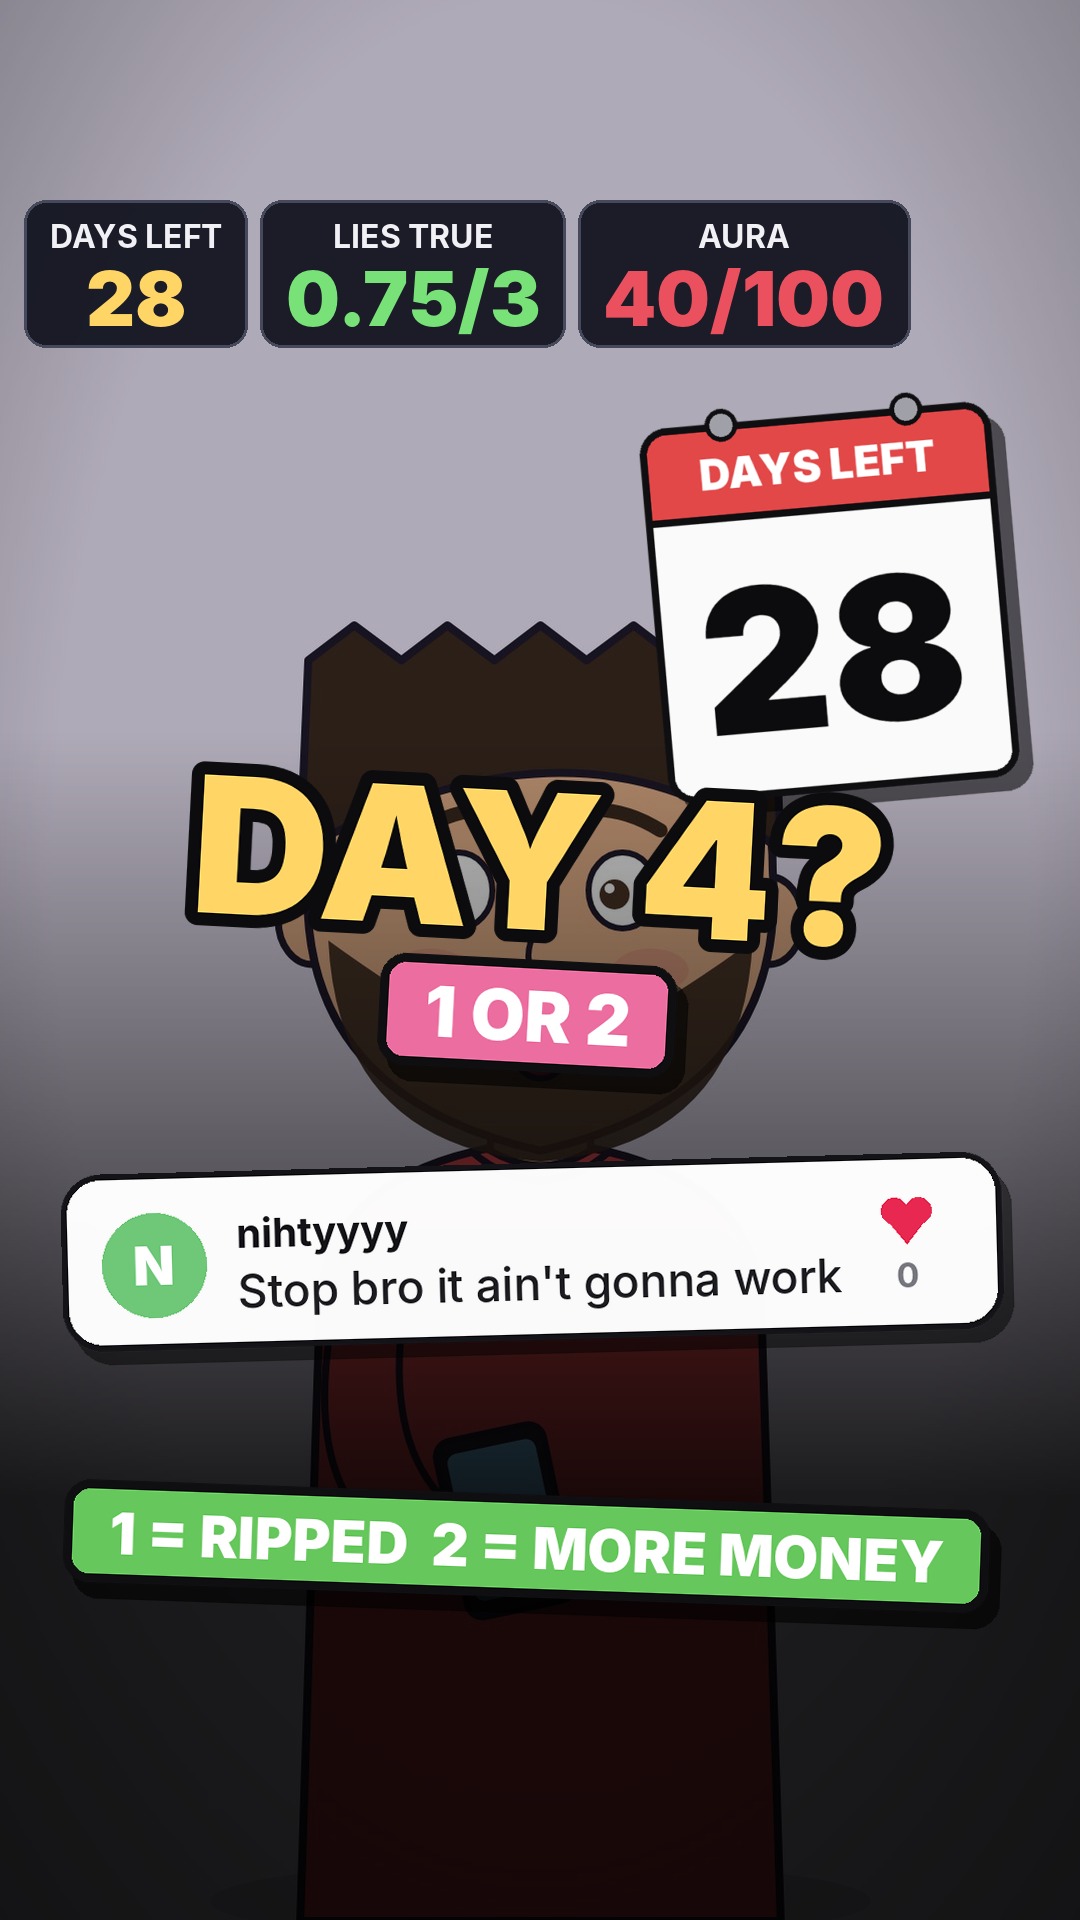 DAYS LEFT
28
LIES TRUE
0.75/3
AURA
40/100
DAYS LEFT
28
DAY 4?
1 OR 2
N
nihtyyyy
Stop bro it ain't gonna work
0
1 = RIPPED 2 = MORE MONEY